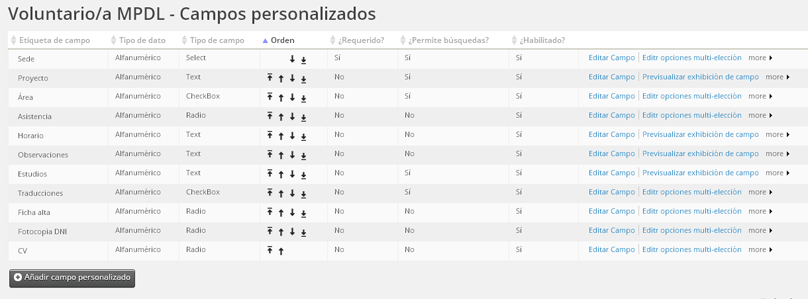 Voluntario/a MPDL - Campos personalizados
Etiqueta de campo Tipo de dato Tipo de campo Orden ¿Requerido? ¿Permite búsquedas? ¿Habilitado?
Sede Alfanumérico Select Sí Sí Sí Editar Campo Editr opciones multi-elección more
Proyecto Alfanumérico Text No Sí Sí Editar Campo Previsualizar exhibición de campo more
Área Alfanumérico CheckBox No Sí Sí Editar Campo Editr opciones multi-elección more
Asistencia Alfanumérico Radio No No Sí Editar Campo Editr opciones multi-elección more
Horario Alfanumérico Text No No Sí Editar Campo Previsualizar exhibición de campo more
Observaciones Alfanumérico Text No No Sí Editar Campo Previsualizar exhibición de campo more
Estudios Alfanumérico Text No Sí Sí Editar Campo Previsualizar exhibición de campo more
Traducciones Alfanumérico CheckBox No Sí Sí Editar Campo Editr opciones multi-elección more
Ficha alta Alfanumérico Radio No No Sí Editar Campo Editr opciones multi-elección more
Fotocopia DNI Alfanumérico Radio No No Sí Editar Campo Editr opciones multi-elección more
CV Alfanumérico Radio No No Sí Editar Campo Editr opciones multi-elección more
Añadir campo personalizado